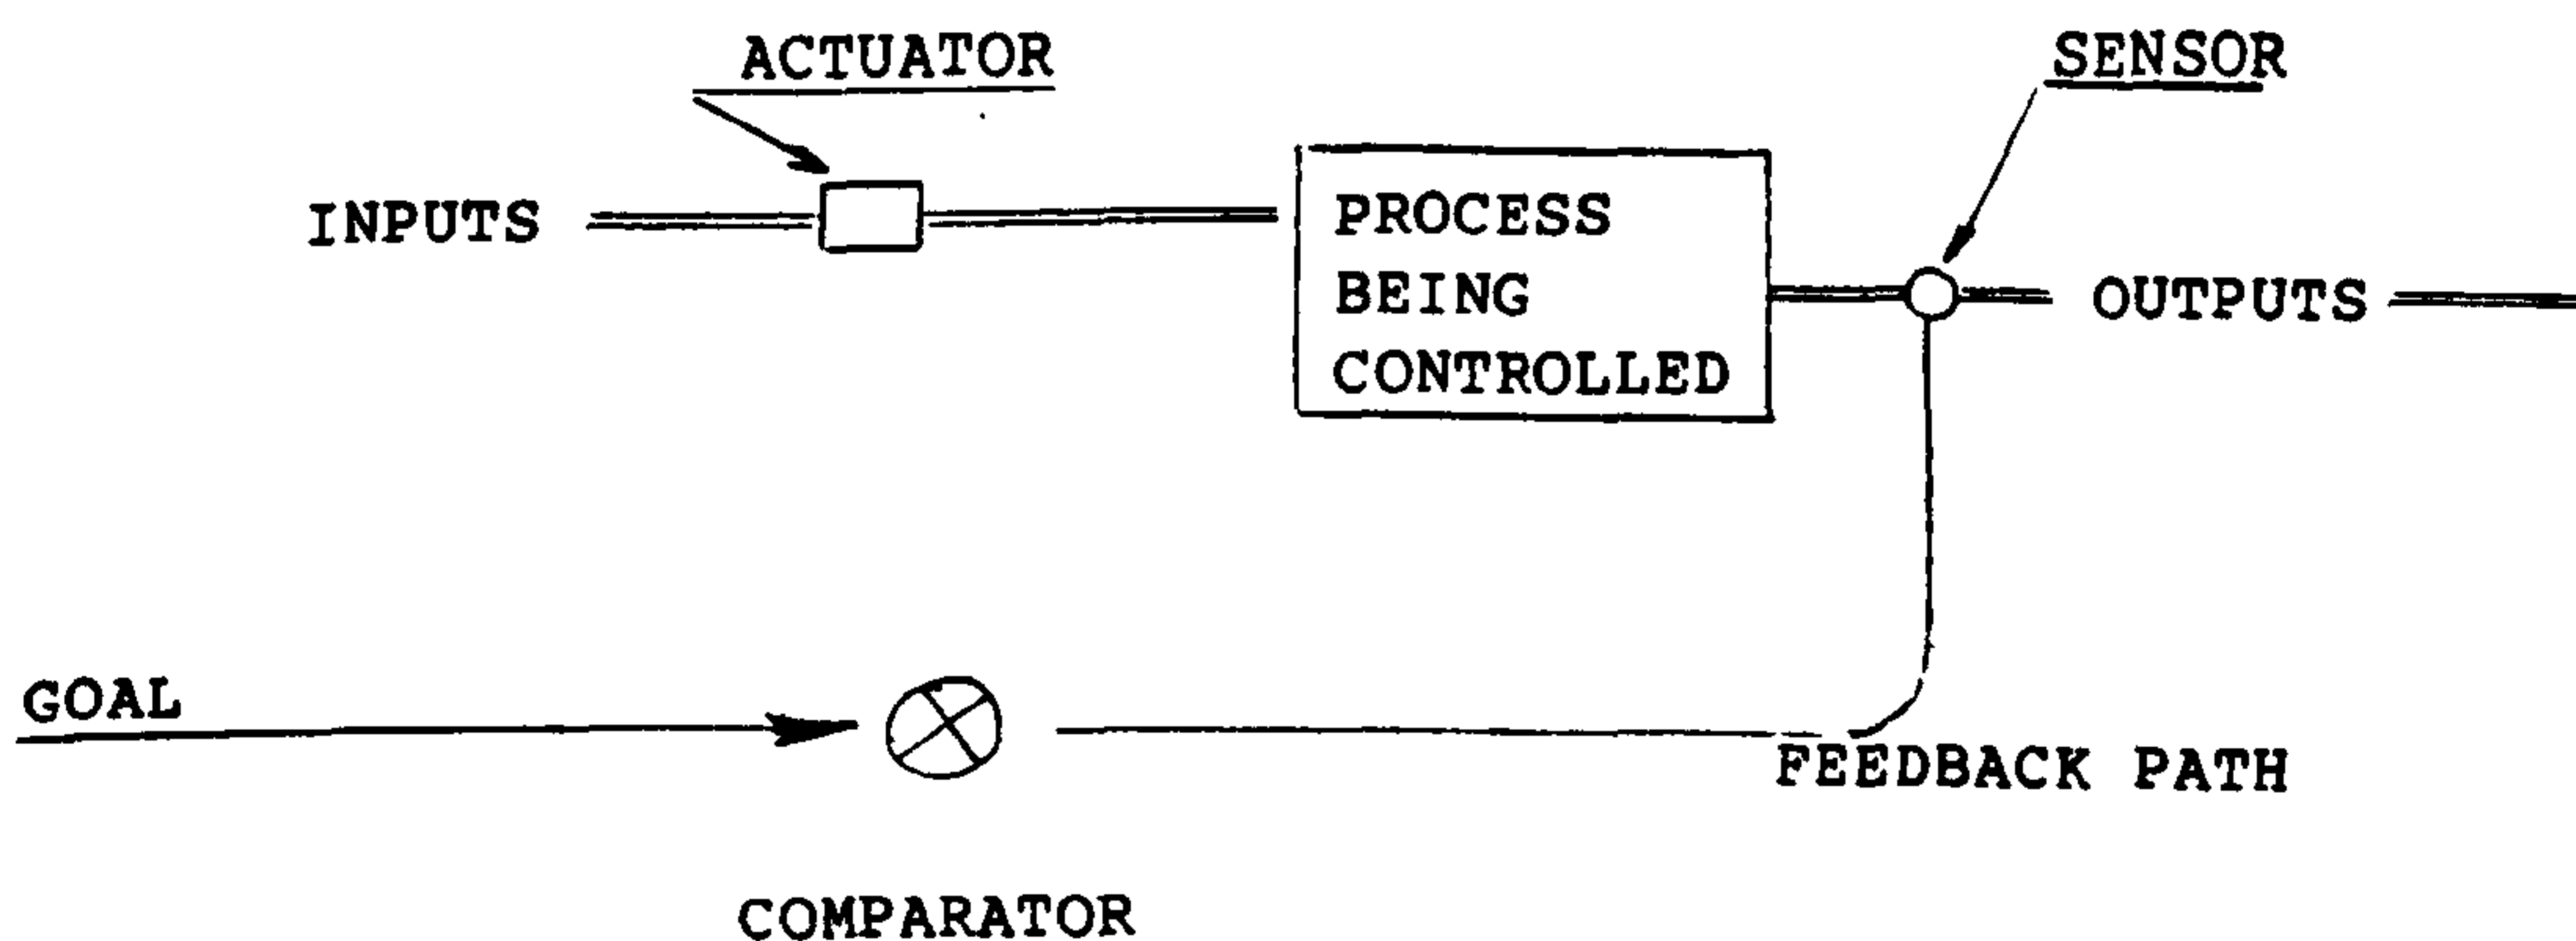 ACTUATOR
SENSOR
INPUTS
PROCESS
BEING
CONTROLLED
OUTPUTS
GOAL
FEEDBACK PATH
COMPARATOR